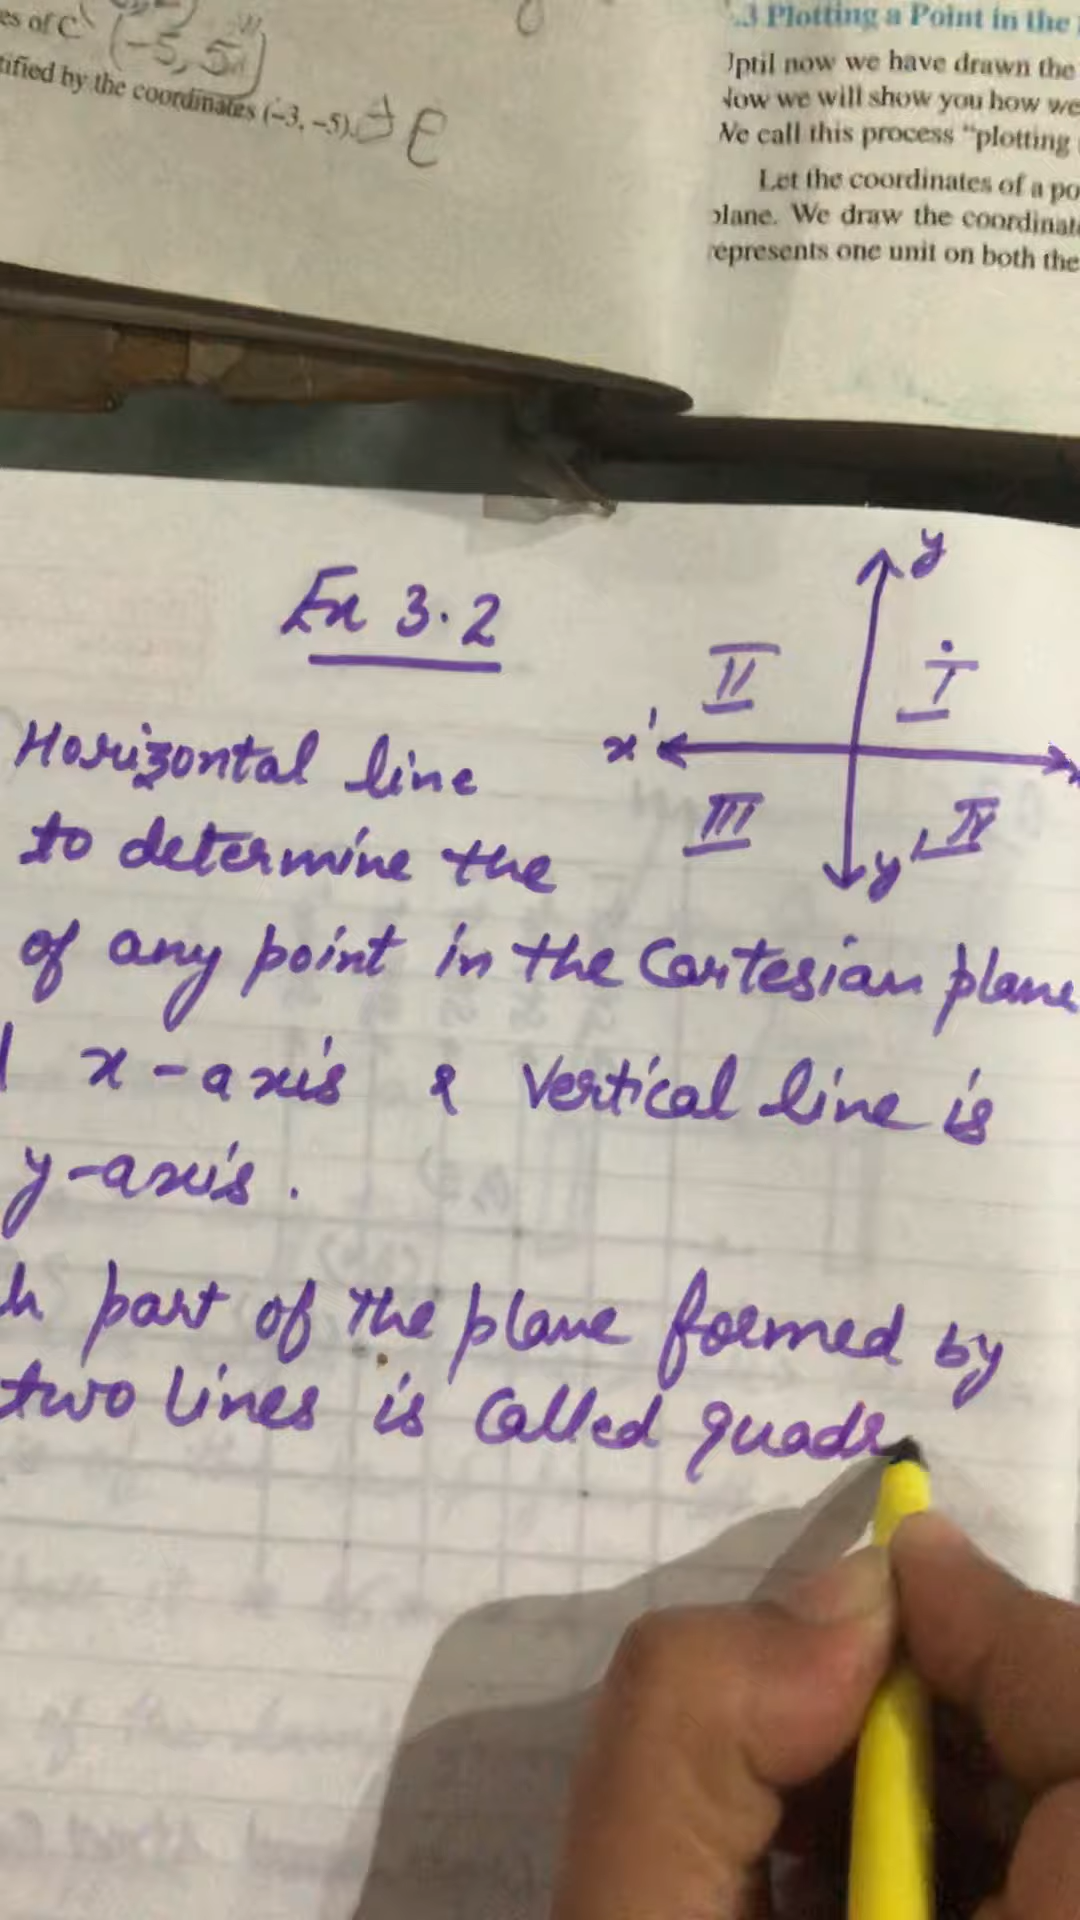 es of C (-5, 5)
tified by the coordinates (-3, -5). E
.3 Plotting a Point in the
Uptil now we have drawn the
Now we will show you how we
We call this process "plotting
Let the coordinates of a po
plane. We draw the coordinate
represents one unit on both the
Ex 3.2
y
II
I
x'
III
IV
y'
Horizontal line
to determine the
of any point in the Cartesian plane
x-axis & Vertical line is
y-axis.
h part of the plane formed by
two lines is called quadr